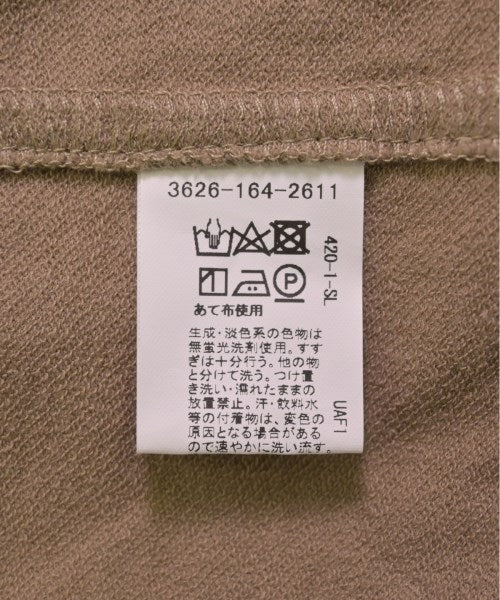 3626-164-2611
420-1-SL
あて布使用
生成・淡色系の色物は
無蛍光洗剤使用。すす
ぎは十分行う。他の物
と分けて洗う。つけ置
き洗い・濡れたままの
放置禁止。汗・飲料水
等の付着物は、変色の
原因となる場合がある
ので速やかに洗い流す。
UAF1